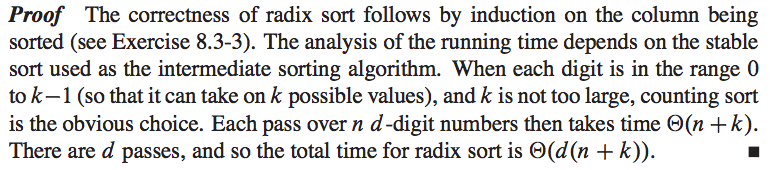 Proof The correctness of radix sort follows by induction on the column being
sorted (see Exercise 8.3-3). The analysis of the running time depends on the stable
sort used as the intermediate sorting algorithm. When each digit is in the range 0
to k−1 (so that it can take on k possible values), and k is not too large, counting sort
is the obvious choice. Each pass over n d-digit numbers then takes time Θ(n + k).
There are d passes, and so the total time for radix sort is Θ(d(n + k)). ■